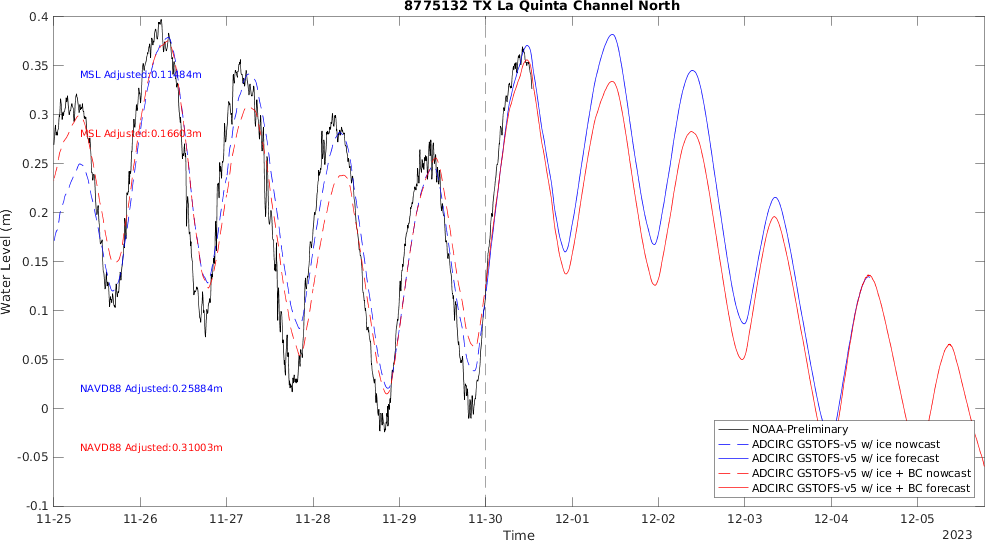 8775132 TX La Quinta Channel North
0.4
0.35
0.3
0.25
0.2
0.15
0.1
0.05
0
-0.05
-0.1
Water Level (m)
MSL Adjusted:0.11484m
MSL Adjusted:0.16603m
NAVD88 Adjusted:0.25884m
NAVD88 Adjusted:0.31003m
NOAA-Preliminary
ADCIRC GSTOFS-v5 w/ ice nowcast
ADCIRC GSTOFS-v5 w/ ice forecast
ADCIRC GSTOFS-v5 w/ ice + BC nowcast
ADCIRC GSTOFS-v5 w/ ice + BC forecast
11-25 11-26 11-27 11-28 11-29 11-30 12-01 12-02 12-03 12-04 12-05
Time
2023